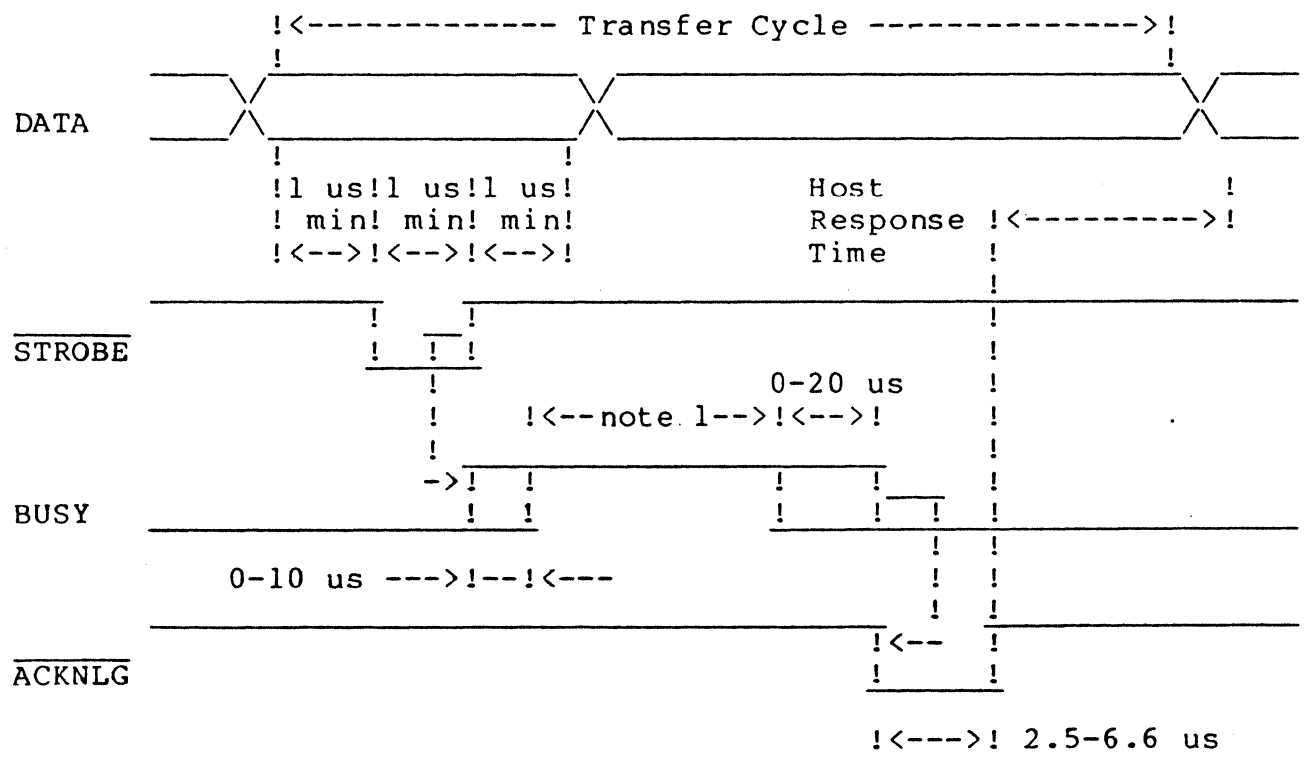 Transfer Cycle
DATA
1 us 1 us 1 us
min min min
Host
Response
Time
STROBE
0-20 us
note 1
BUSY
0-10 us
ACKNLG
2.5-6.6 us